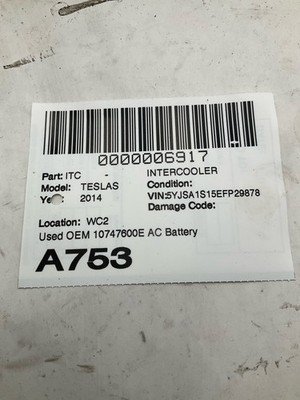 0000006917
Part: ITC INTERCOOLER
Model: TESLAS Condition:
Ye 2014 VIN:5YJSA1S15EFP29878
Damage Code:
Location: WC2
Used OEM 10747600E AC Battery
A753